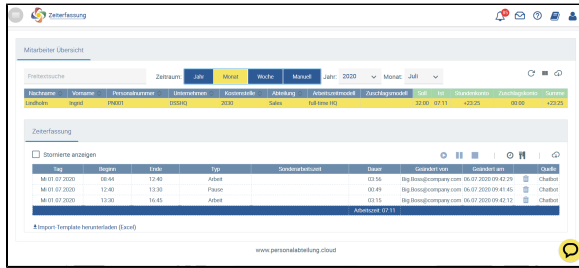 Zeiterfassung
Mitarbeiter Übersicht
Freitextsuche Zeitraum: Jahr Monat Woche Manuell Jahr: 2020 Monat: Juli
Nachname Vorname Personalnummer Unternehmen Kostenstelle Abteilung Arbeitszeitmodell Zuschlagsmodell Soll Ist Stundenkonto Zuschlagskonto Summe
Lindholm Ingrid PN001 DSSHQ 2030 Sales full-time HQ 32:00 07:11 +23:25 00:00 +23:25
Zeiterfassung
Stornierte anzeigen
Tag Beginn Ende Typ Sonderarbeitszeit Dauer Geändert von Geändert am Quelle
Mi 01.07.2020 08:44 12:40 Arbeit 03:56 Big.Boss@company.com 06.07.2020 09:42:29 Chatbot
Mi 01.07.2020 12:40 13:30 Pause 00:49 Big.Boss@company.com 06.07.2020 09:41:45 Chatbot
Mi 01.07.2020 13:30 16:45 Arbeit 03:15 Big.Boss@company.com 06.07.2020 09:42:12 Chatbot
Arbeitszeit: 07:11
Import-Template herunterladen (Excel)
www.personalabteilung.cloud